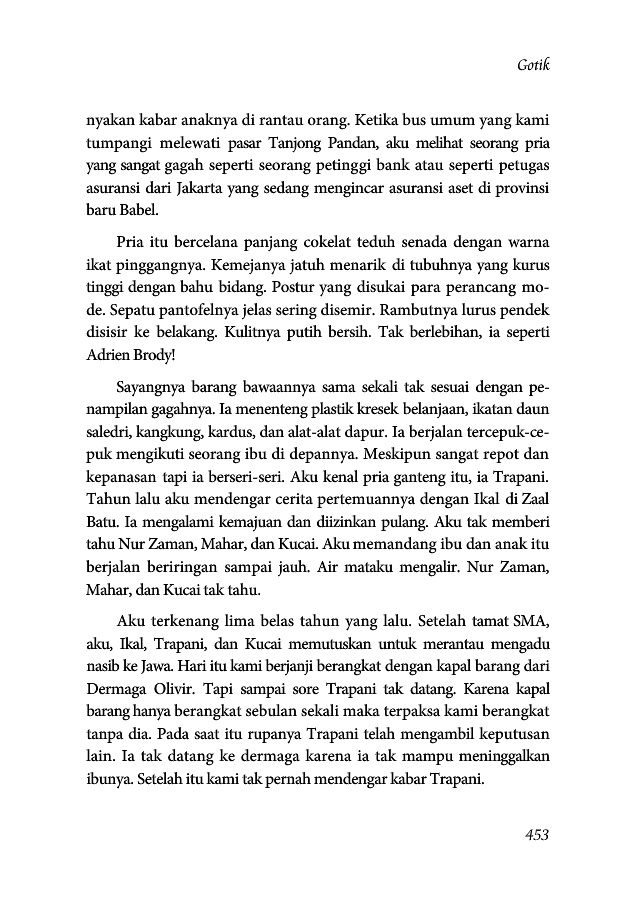 Gotik
nyakan kabar anaknya di rantau orang. Ketika bus umum yang kami
tumpangi melewati pasar Tanjong Pandan, aku melihat seorang pria
yang sangat gagah seperti seorang petinggi bank atau seperti petugas
asuransi dari Jakarta yang sedang mengincar asuransi aset di provinsi
baru Babel.
Pria itu bercelana panjang cokelat teduh senada dengan warna
ikat pinggangnya. Kemejanya jatuh menarik di tubuhnya yang kurus
tinggi dengan bahu bidang. Postur yang disukai para perancang mo-
de. Sepatu pantofelnya jelas sering disemir. Rambutnya lurus pendek
disisir ke belakang. Kulitnya putih bersih. Tak berlebihan, ia seperti
Adrien Brody!
Sayangnya barang bawaannya sama sekali tak sesuai dengan pe-
nampilan gagahnya. Ia menenteng plastik kresek belanjaan, ikatan daun
saledri, kangkung, kardus, dan alat-alat dapur. Ia berjalan tercepuk-ce-
puk mengikuti seorang ibu di depannya. Meskipun sangat repot dan
kepanasan tapi ia berseri-seri. Aku kenal pria ganteng itu, ia Trapani.
Tahun lalu aku mendengar cerita pertemuannya dengan Ikal di Zaal
Batu. Ia mengalami kemajuan dan diizinkan pulang. Aku tak memberi
tahu Nur Zaman, Mahar, dan Kucai. Aku memandang ibu dan anak itu
berjalan beriringan sampai jauh. Air mataku mengalir. Nur Zaman,
Mahar, dan Kucai tak tahu.
Aku terkenang lima belas tahun yang lalu. Setelah tamat SMA,
aku, Ikal, Trapani, dan Kucai memutuskan untuk merantau mengadu
nasib ke Jawa. Hari itu kami berjanji berangkat dengan kapal barang dari
Dermaga Olivir. Tapi sampai sore Trapani tak datang. Karena kapal
barang hanya berangkat sebulan sekali maka terpaksa kami berangkat
tanpa dia. Pada saat itu rupanya Trapani telah mengambil keputusan
lain. Ia tak datang ke dermaga karena ia tak mampu meninggalkan
ibunya. Setelah itu kami tak pernah mendengar kabar Trapani.
453